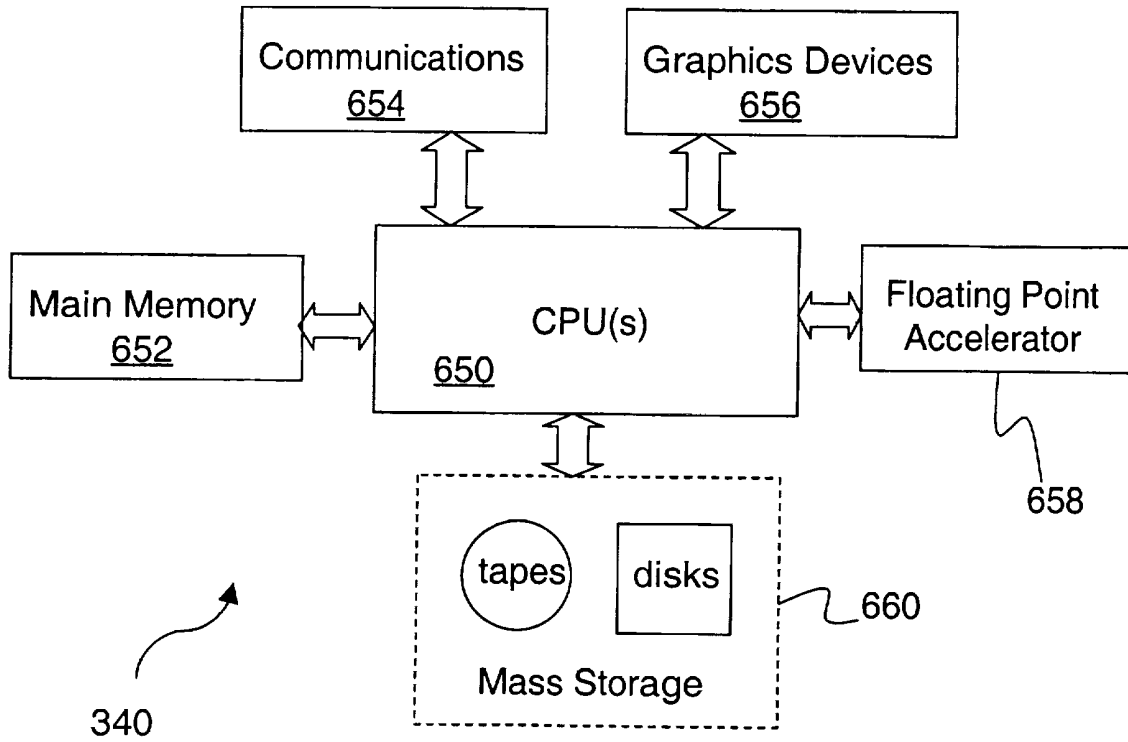 Communications
654
Graphics Devices
656
Main Memory
652
CPU(s)
650
Floating Point
Accelerator
658
tapes
disks
660
Mass Storage
340